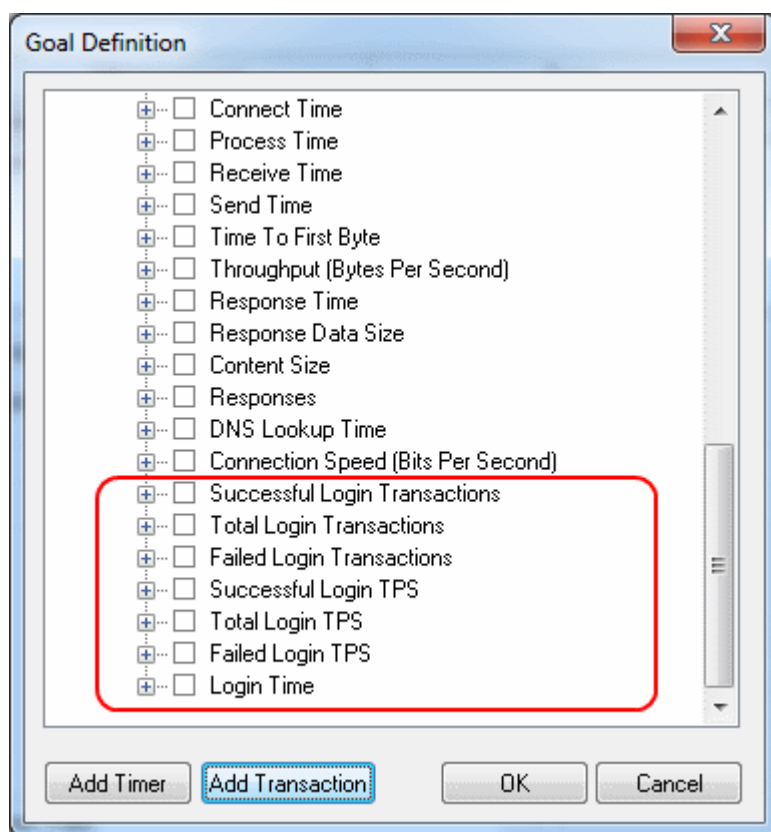 Goal Definition
Connect Time
Process Time
Receive Time
Send Time
Time To First Byte
Throughput (Bytes Per Second)
Response Time
Response Data Size
Content Size
Responses
DNS Lookup Time
Connection Speed (Bits Per Second)
Successful Login Transactions
Total Login Transactions
Failed Login Transactions
Successful Login TPS
Total Login TPS
Failed Login TPS
Login Time
Add Timer Add Transaction OK Cancel